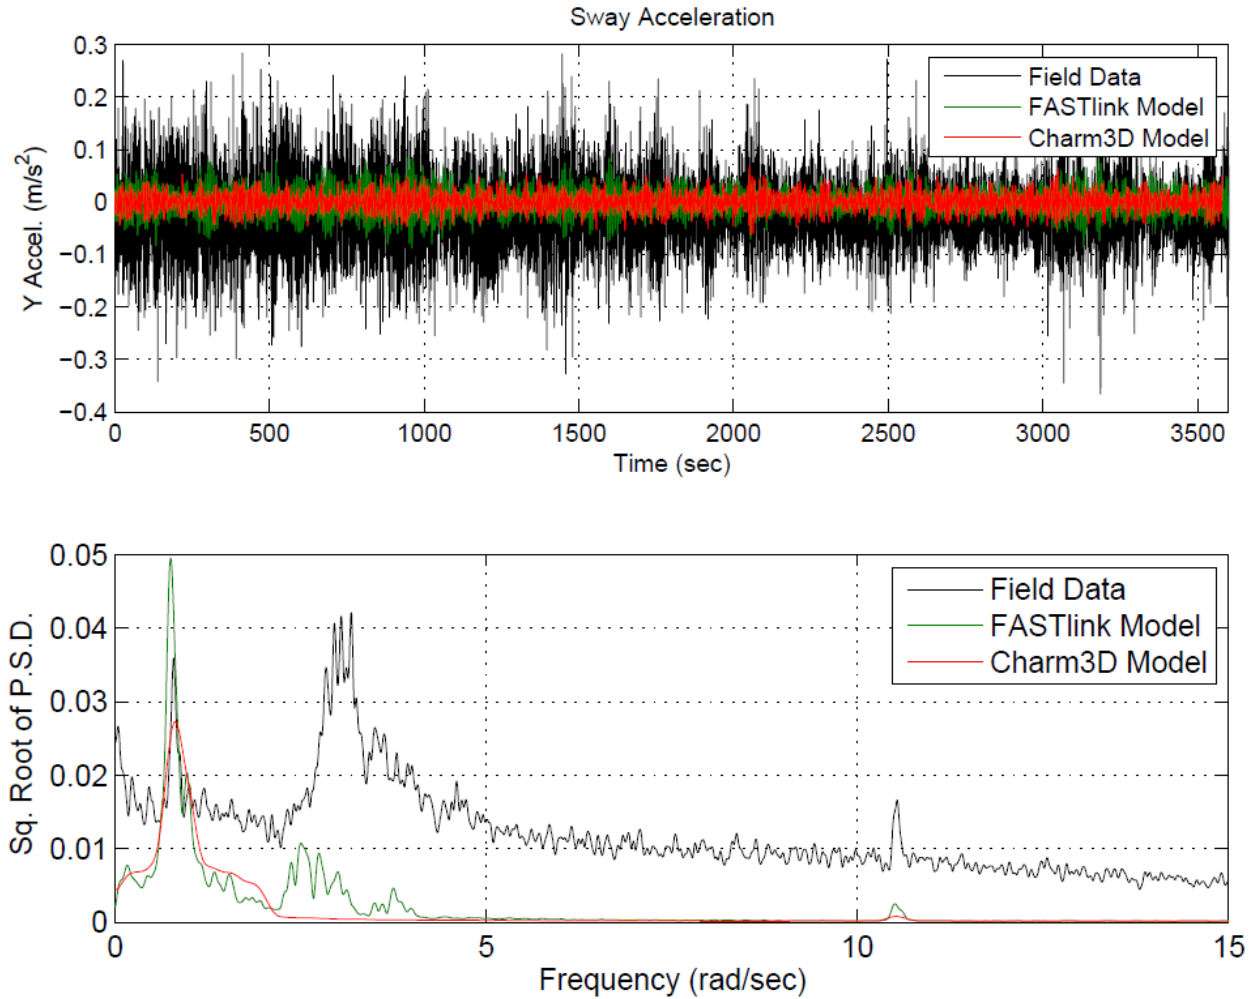 Sway Acceleration
0.3
0.2
0.1
0
−0.1
−0.2
−0.3
−0.4
Y Accel. (m/s²)
Field Data
FASTlink Model
Charm3D Model
0 500 1000 1500 2000 2500 3000 3500
Time (sec)
0.05
0.04
0.03
0.02
0.01
0
Sq. Root of P.S.D.
Field Data
FASTlink Model
Charm3D Model
0 5 10 15
Frequency (rad/sec)